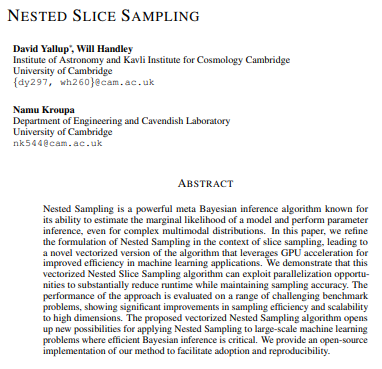 NESTED SLICE SAMPLING
David Yallup*, Will Handley
Institute of Astronomy and Kavli Institute for Cosmology Cambridge
University of Cambridge
{dy297, wh260}@cam.ac.uk
Namu Kroupa
Department of Engineering and Cavendish Laboratory
University of Cambridge
nk544@cam.ac.uk
ABSTRACT
Nested Sampling is a powerful meta Bayesian inference algorithm known for
its ability to estimate the marginal likelihood of a model and perform parameter
inference, even for complex multimodal distributions. In this paper, we refine
the formulation of Nested Sampling in the context of slice sampling, leading to
a novel vectorized version of the algorithm that leverages GPU acceleration for
improved efficiency in machine learning applications. We demonstrate that this
vectorized Nested Slice Sampling algorithm can exploit parallelization opportu-
nities to substantially reduce runtime while maintaining sampling accuracy. The
performance of the approach is evaluated on a range of challenging benchmark
problems, showing significant improvements in sampling efficiency and scalability
to high dimensions. The proposed vectorized Nested Sampling algorithm opens
up new possibilities for applying Nested Sampling to large-scale machine learning
problems where efficient Bayesian inference is critical. We provide an open-source
implementation of our method to facilitate adoption and reproducibility.